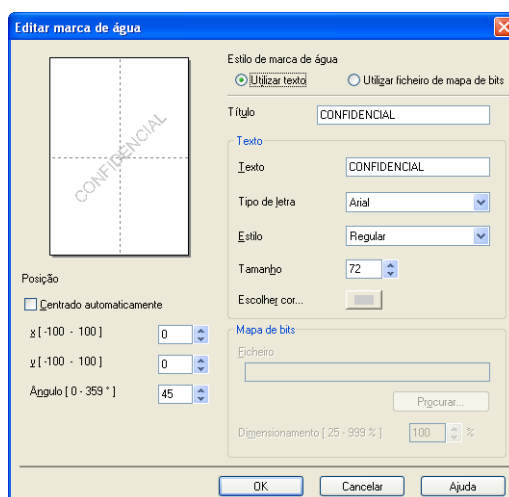 Editar marca de água
CONFIDENCIAL
Posição
Centrado automaticamente
x [ -100 - 100 ] 0
y [ -100 - 100 ] 0
Ângulo [ 0 - 359 ° ] 45
Estilo de marca de água
Utilizar texto Utilizar ficheiro de mapa de bits
Título CONFIDENCIAL
Texto
Texto CONFIDENCIAL
Tipo de letra Arial
Estilo Regular
Tamanho 72
Escolher cor...
Mapa de bits
Ficheiro
Procurar...
Dimensionamento [ 25 - 999 % ] 100 %
OK Cancelar Ajuda